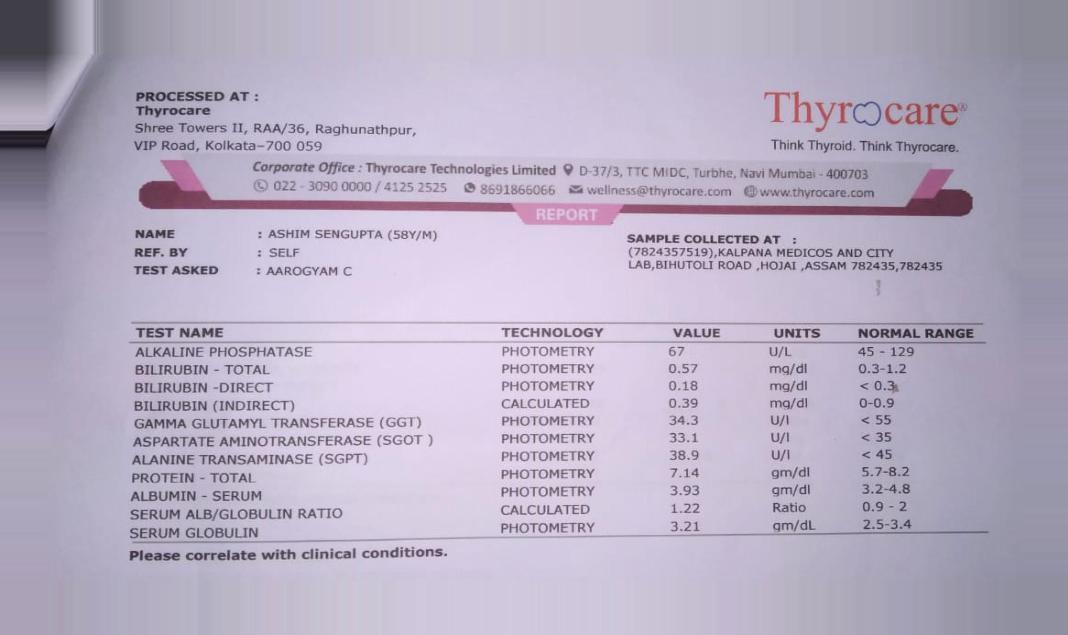 PROCESSED AT :
Thyrocare
Shree Towers II, RAA/36, Raghunathpur,
VIP Road, Kolkata-700 059
Thyrocare®
Think Thyroid. Think Thyrocare.
Corporate Office : Thyrocare Technologies Limited D-37/3, TTC MIDC, Turbhe, Navi Mumbai - 400703
022 - 3090 0000 / 4125 2525 8691866066 wellness@thyrocare.com www.thyrocare.com
REPORT
NAME : ASHIM SENGUPTA (58Y/M)
REF. BY : SELF
TEST ASKED : AAROGYAM C
SAMPLE COLLECTED AT :
(7824357519),KALPANA MEDICOS AND CITY
LAB,BIHUTOLI ROAD ,HOJAI ,ASSAM 782435,782435
TEST NAME TECHNOLOGY VALUE UNITS NORMAL RANGE
ALKALINE PHOSPHATASE PHOTOMETRY 67 U/L 45 - 129
BILIRUBIN - TOTAL PHOTOMETRY 0.57 mg/dl 0.3-1.2
BILIRUBIN -DIRECT PHOTOMETRY 0.18 mg/dl < 0.3
BILIRUBIN (INDIRECT) CALCULATED 0.39 mg/dl 0-0.9
GAMMA GLUTAMYL TRANSFERASE (GGT) PHOTOMETRY 34.3 U/l < 55
ASPARTATE AMINOTRANSFERASE (SGOT ) PHOTOMETRY 33.1 U/l < 35
ALANINE TRANSAMINASE (SGPT) PHOTOMETRY 38.9 U/l < 45
PROTEIN - TOTAL PHOTOMETRY 7.14 gm/dl 5.7-8.2
ALBUMIN - SERUM PHOTOMETRY 3.93 gm/dl 3.2-4.8
SERUM ALB/GLOBULIN RATIO CALCULATED 1.22 Ratio 0.9 - 2
SERUM GLOBULIN PHOTOMETRY 3.21 gm/dL 2.5-3.4
Please correlate with clinical conditions.